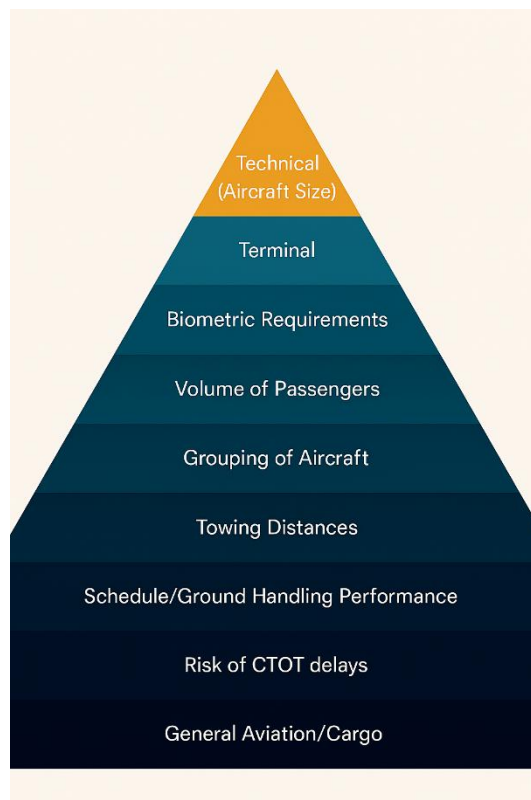 Technical
(Aircraft Size)
Terminal
Biometric Requirements
Volume of Passengers
Grouping of Aircraft
Towing Distances
Schedule/Ground Handling Performance
Risk of CTOT delays
General Aviation/Cargo